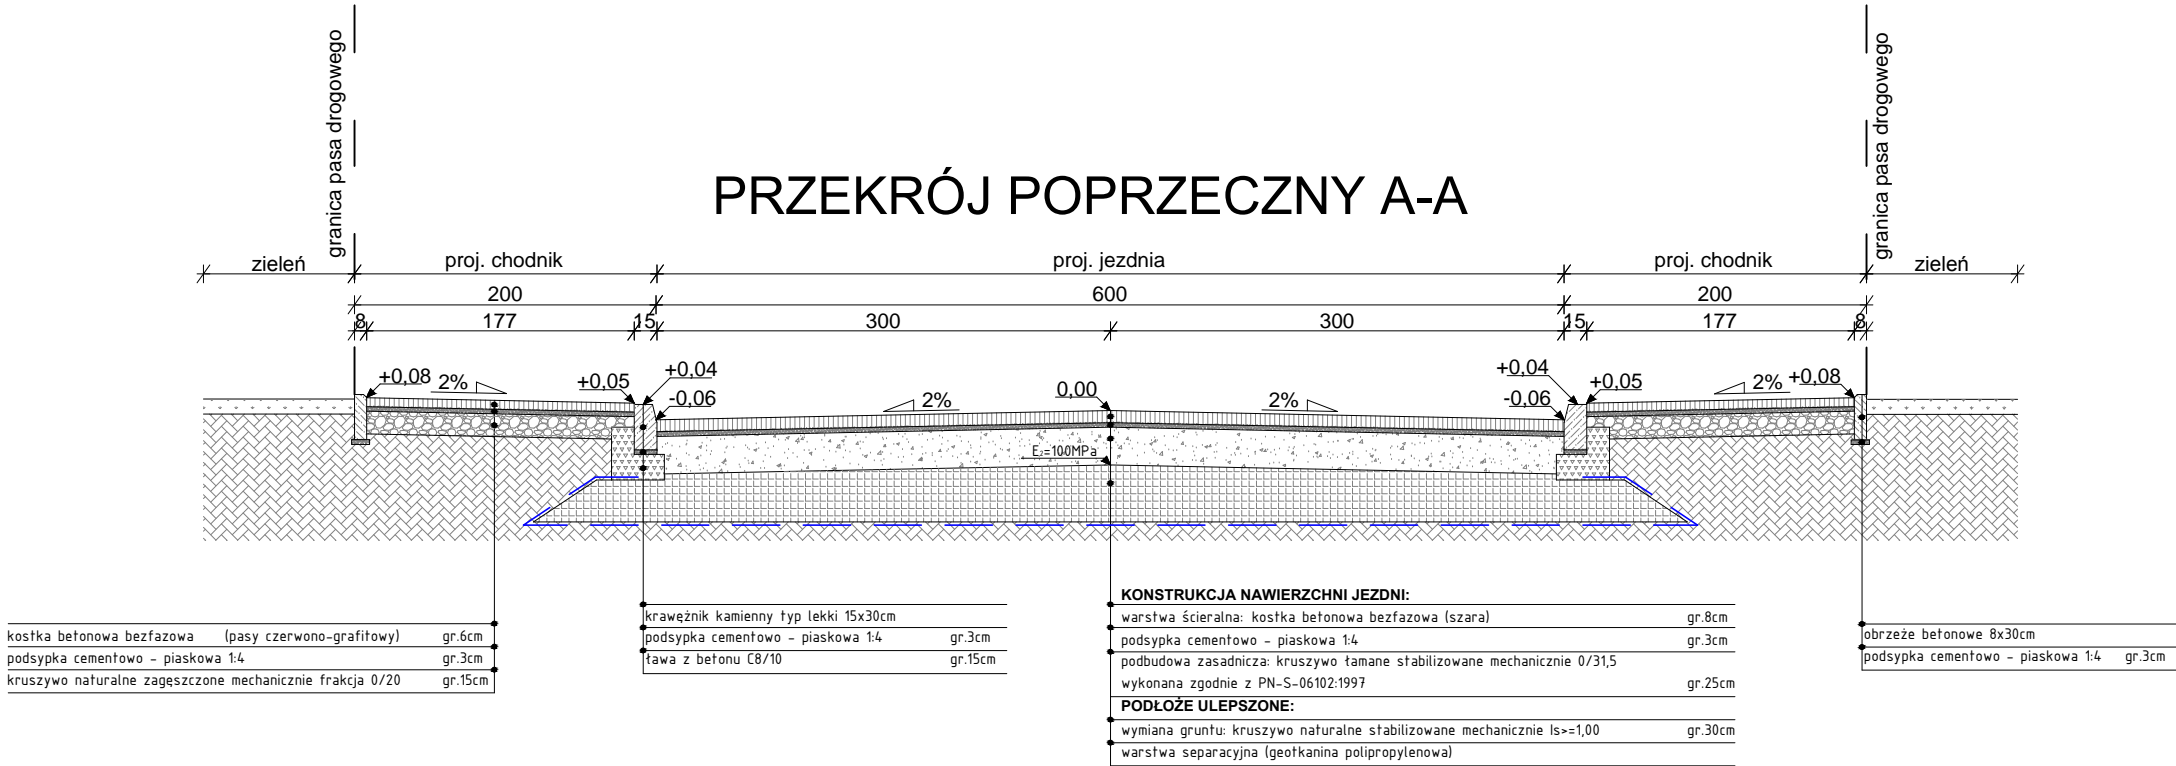 granica pasa drogowego
granica pasa drogowego
PRZEKRÓJ POPRZECZNY A-A
zieleń proj. chodnik proj. jezdnia proj. chodnik zieleń
200 600 200
8 177 15 300 300 15 177 8
+0,08 2% +0,05 +0,04 -0,06 2% 0,00 2% +0,04 -0,06 +0,05 2% +0,08
E₂=100MPa
kostka betonowa bezfazowa (pasy czerwono-grafitowy) gr.6cm
podsypka cementowo - piaskowa 1:4 gr.3cm
kruszywo naturalne zagęszczone mechanicznie frakcja 0/20 gr.15cm
krawężnik kamienny typ lekki 15x30cm
podsypka cementowo - piaskowa 1:4 gr.3cm
ława z betonu C8/10 gr.15cm
KONSTRUKCJA NAWIERZCHNI JEZDNI:
warstwa ścieralna: kostka betonowa bezfazowa (szara) gr.8cm
podsypka cementowo - piaskowa 1:4 gr.3cm
podbudowa zasadnicza: kruszywo łamane stabilizowane mechanicznie 0/31,5
wykonana zgodnie z PN-S-06102:1997 gr.25cm
PODŁOŻE ULEPSZONE:
wymiana gruntu: kruszywo naturalne stabilizowane mechanicznie Is>=1,00 gr.30cm
warstwa separacyjna (geotkanina polipropylenowa)
obrzeże betonowe 8x30cm
podsypka cementowo - piaskowa 1:4 gr.3cm